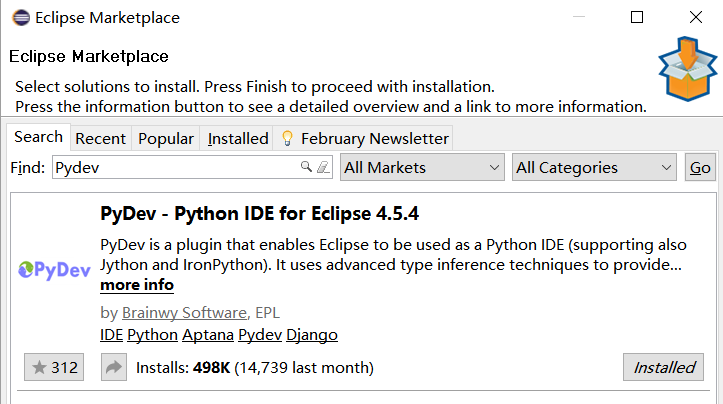 Eclipse Marketplace
Eclipse Marketplace
Select solutions to install. Press Finish to proceed with installation.
Press the information button to see a detailed overview and a link to more information.
Search Recent Popular Installed February Newsletter
Find: Pydev All Markets All Categories Go
PyDev - Python IDE for Eclipse 4.5.4
PyDev is a plugin that enables Eclipse to be used as a Python IDE (supporting also
PyDev
Jython and IronPython). It uses advanced type inference techniques to provide...
more info
by Brainwy Software, EPL
IDE Python Aptana Pydev Django
312 Installs: 498K (14,739 last month) Installed